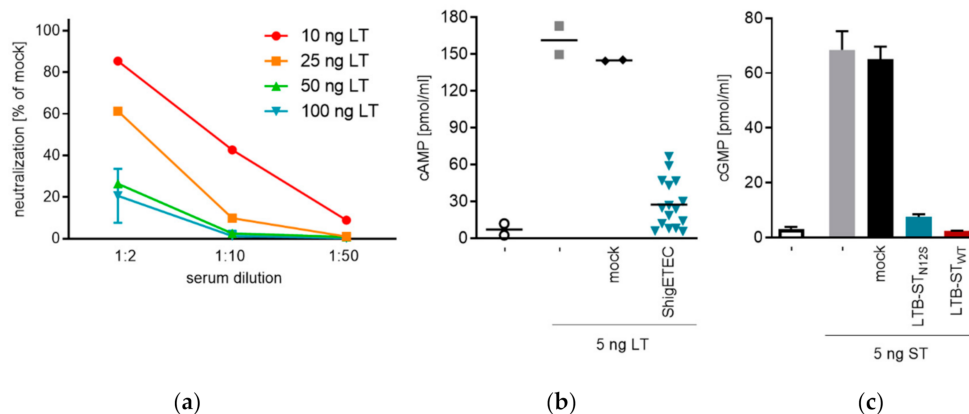 neutralization [% of mock]
100
80
60
40
20
0
10 ng LT
25 ng LT
50 ng LT
100 ng LT
1:2 1:10 1:50
serum dilution
(a)
cAMP [pmol/ml]
180
150
120
90
60
30
0
- - mock ShigETEC
5 ng LT
(b)
cGMP [pmol/ml]
80
60
40
20
0
- - mock LTB-STN12S LTB-STWT
5 ng ST
(c)